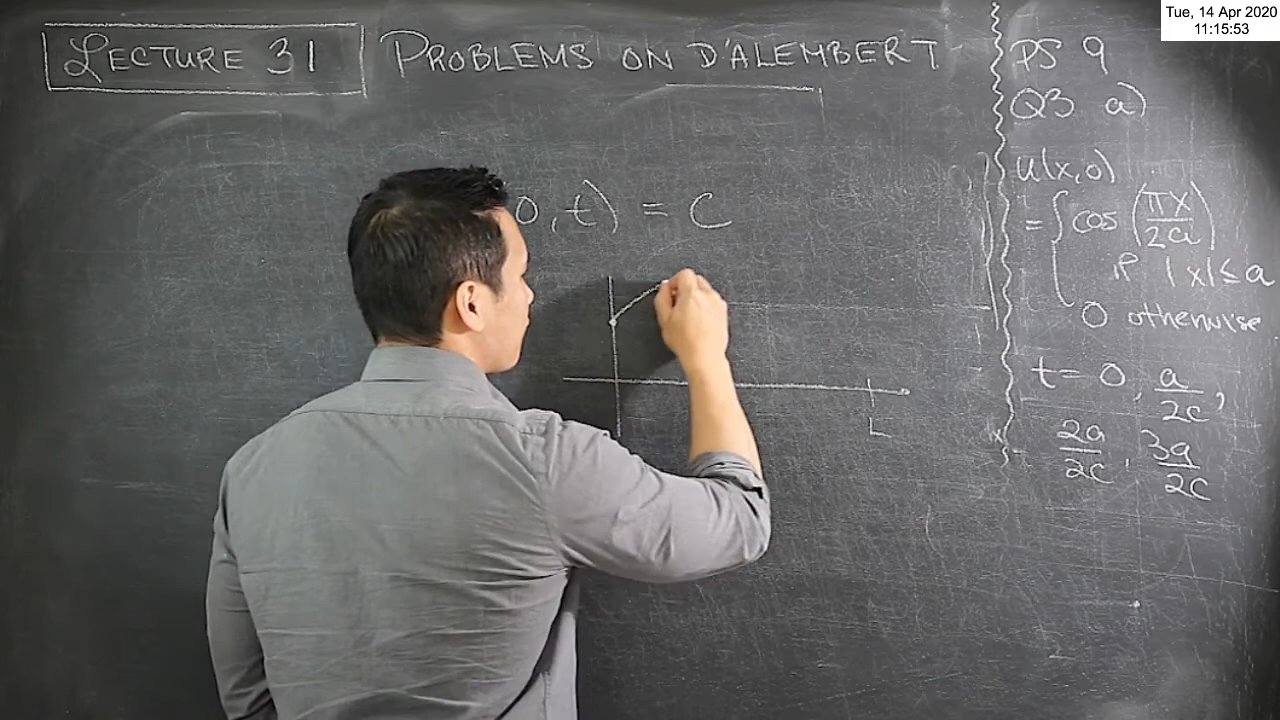 Tue, 14 Apr 2020
11:15:53
LECTURE 31
PROBLEMS ON D'ALEMBERT
0,t) = C
L
PS 9
Q3 a)
u(x,0)
= { cos (πx/2a)
if |x| ≤ a
0 otherwise
t = 0, a/2c,
2a/2c, 3a/2c